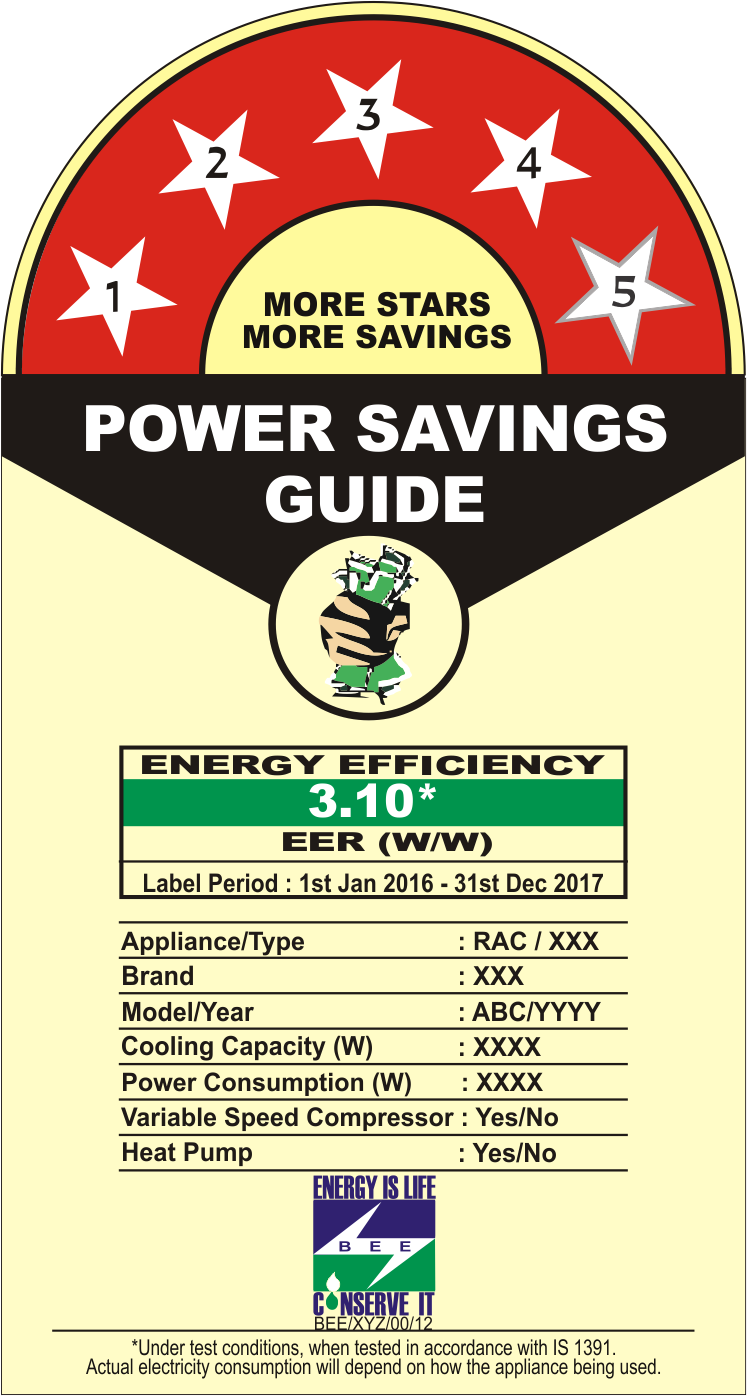 1
2
3
4
5
MORE STARS
MORE SAVINGS
POWER SAVINGS
GUIDE
ENERGY EFFICIENCY
3.10*
EER (W/W)
Label Period : 1st Jan 2016 - 31st Dec 2017
Appliance/Type : RAC / XXX
Brand : XXX
Model/Year : ABC/YYYY
Cooling Capacity (W) : XXXX
Power Consumption (W) : XXXX
Variable Speed Compressor : Yes/No
Heat Pump : Yes/No
ENERGY IS LIFE
B E E
CONSERVE IT
BEE/XYZ/00/12
*Under test conditions, when tested in accordance with IS 1391.
Actual electricity consumption will depend on how the appliance being used.